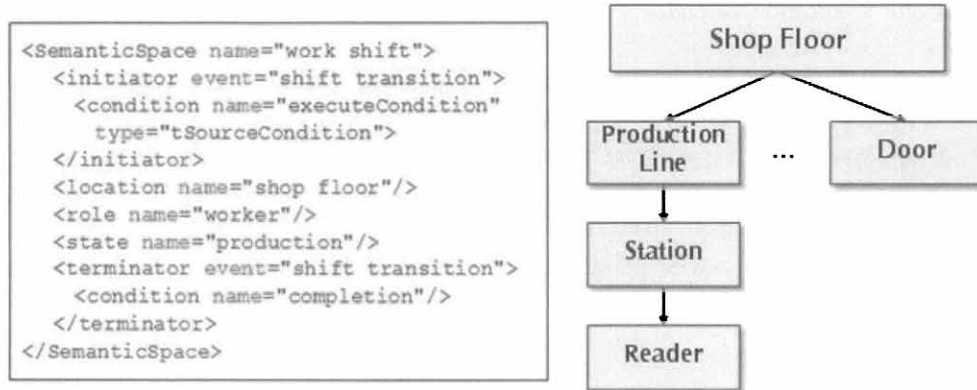 <SemanticSpace name="work shift">
<initiator event="shift transition">
<condition name="executeCondition"
type="tSourceCondition">
</initiator>
<location name="shop floor"/>
<role name="worker"/>
<state name="production"/>
<terminator event="shift transition">
<condition name="completion"/>
</terminator>
</SemanticSpace>
Shop Floor
Production
Line
...
Door
Station
Reader